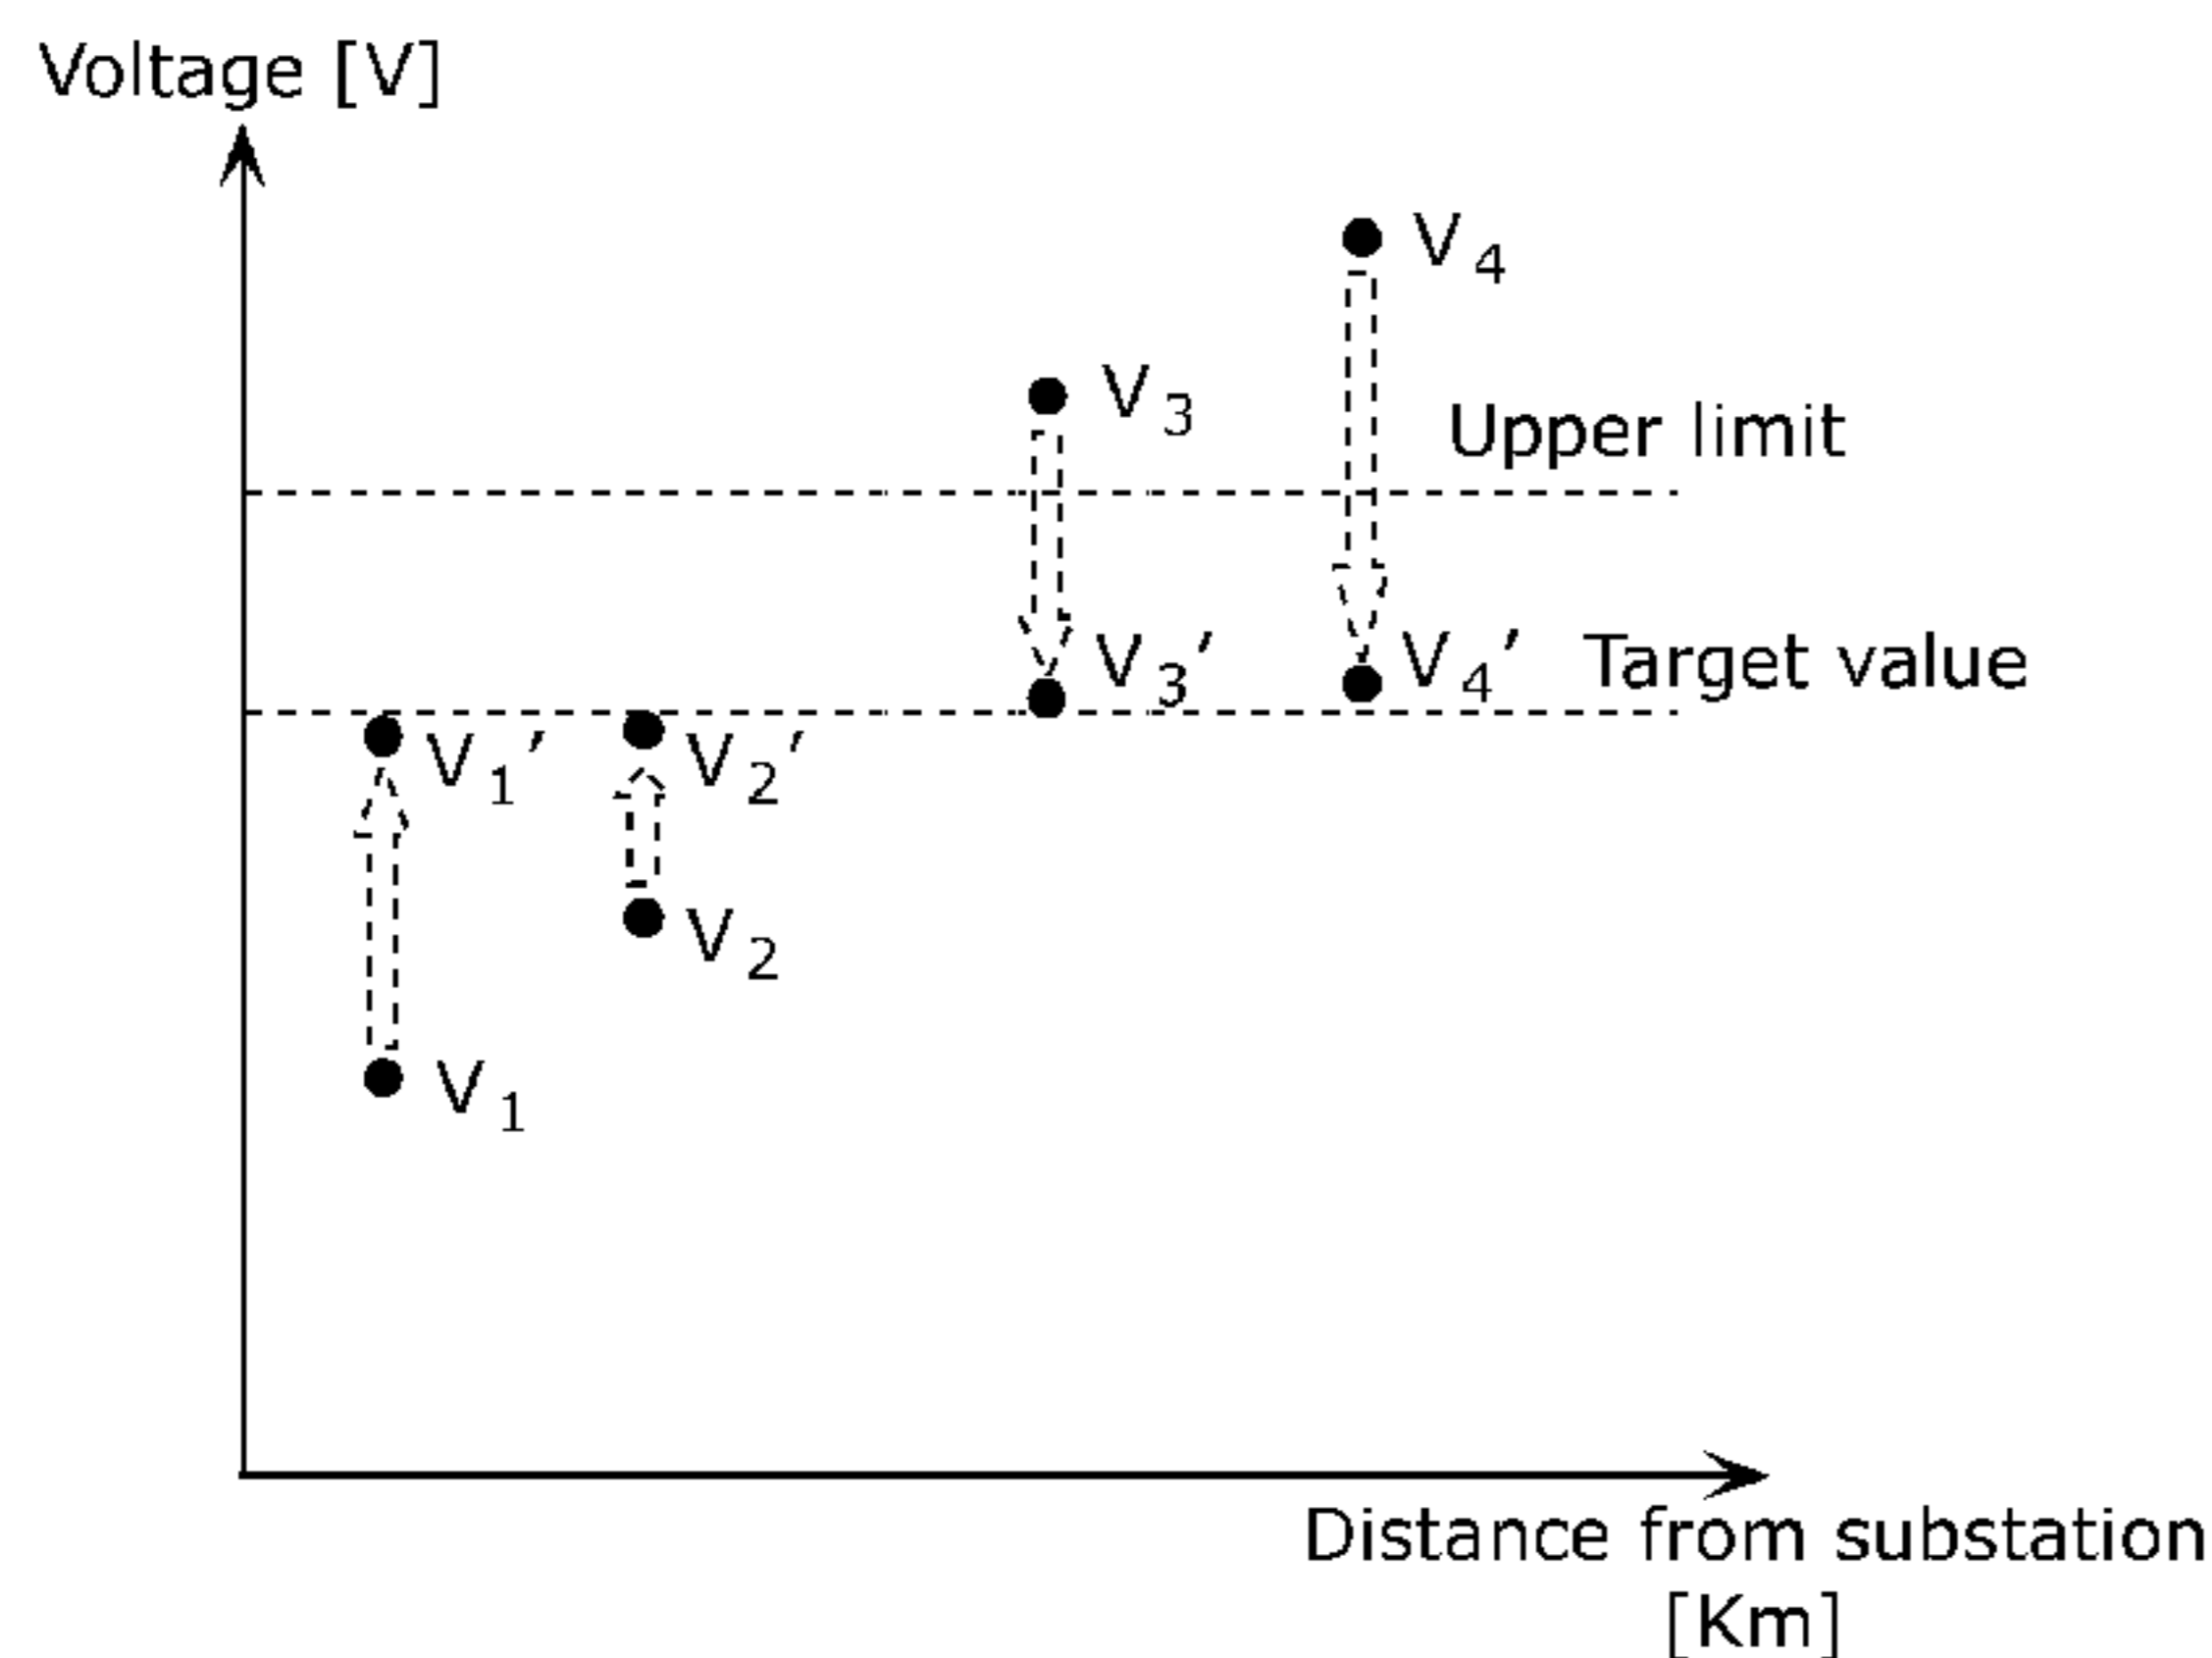 Voltage [V]
V4
V3
Upper limit
V3′
V4′
Target value
V1′
V2′
V2
V1
Distance from substation
[Km]